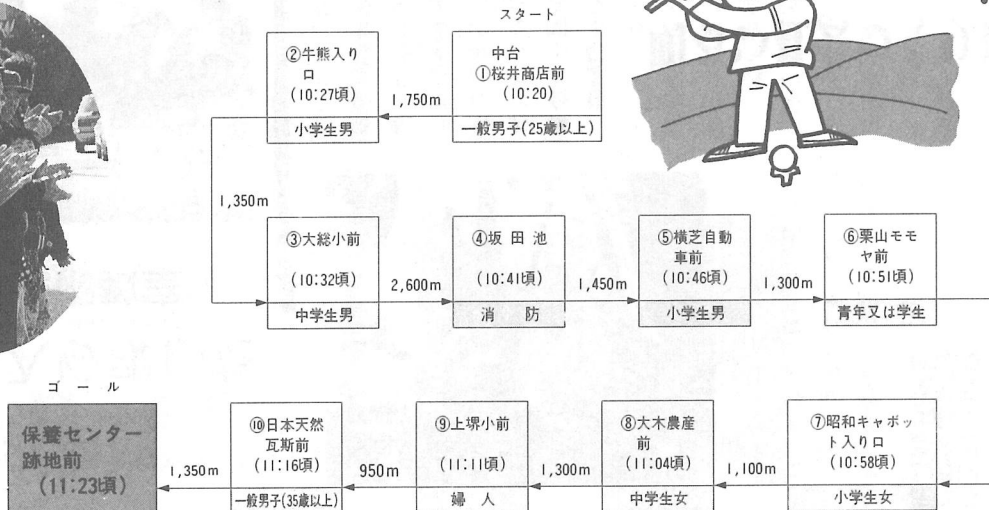 スタート
中台
①桜井商店前
(10:20)
一般男子(25歳以上)
1,750m
②牛熊入り
口
(10:27頃)
小学生男
1,350m
③大総小前
(10:32頃)
中学生男
2,600m
④坂田池
(10:41頃)
消防
1,450m
⑤横芝自動
車前
(10:46頃)
小学生男
1,300m
⑥栗山モモ
ヤ前
(10:51頃)
青年又は学生
⑦昭和キャボッ
ト入り口
(10:58頃)
小学生女
1,100m
⑧大木農産
前
(11:04頃)
中学生女
1,300m
⑨上堺小前
(11:11頃)
婦人
950m
⑩日本天然
瓦斯前
(11:16頃)
一般男子(35歳以上)
1,350m
ゴール
保養センター
跡地前
(11:23頃)